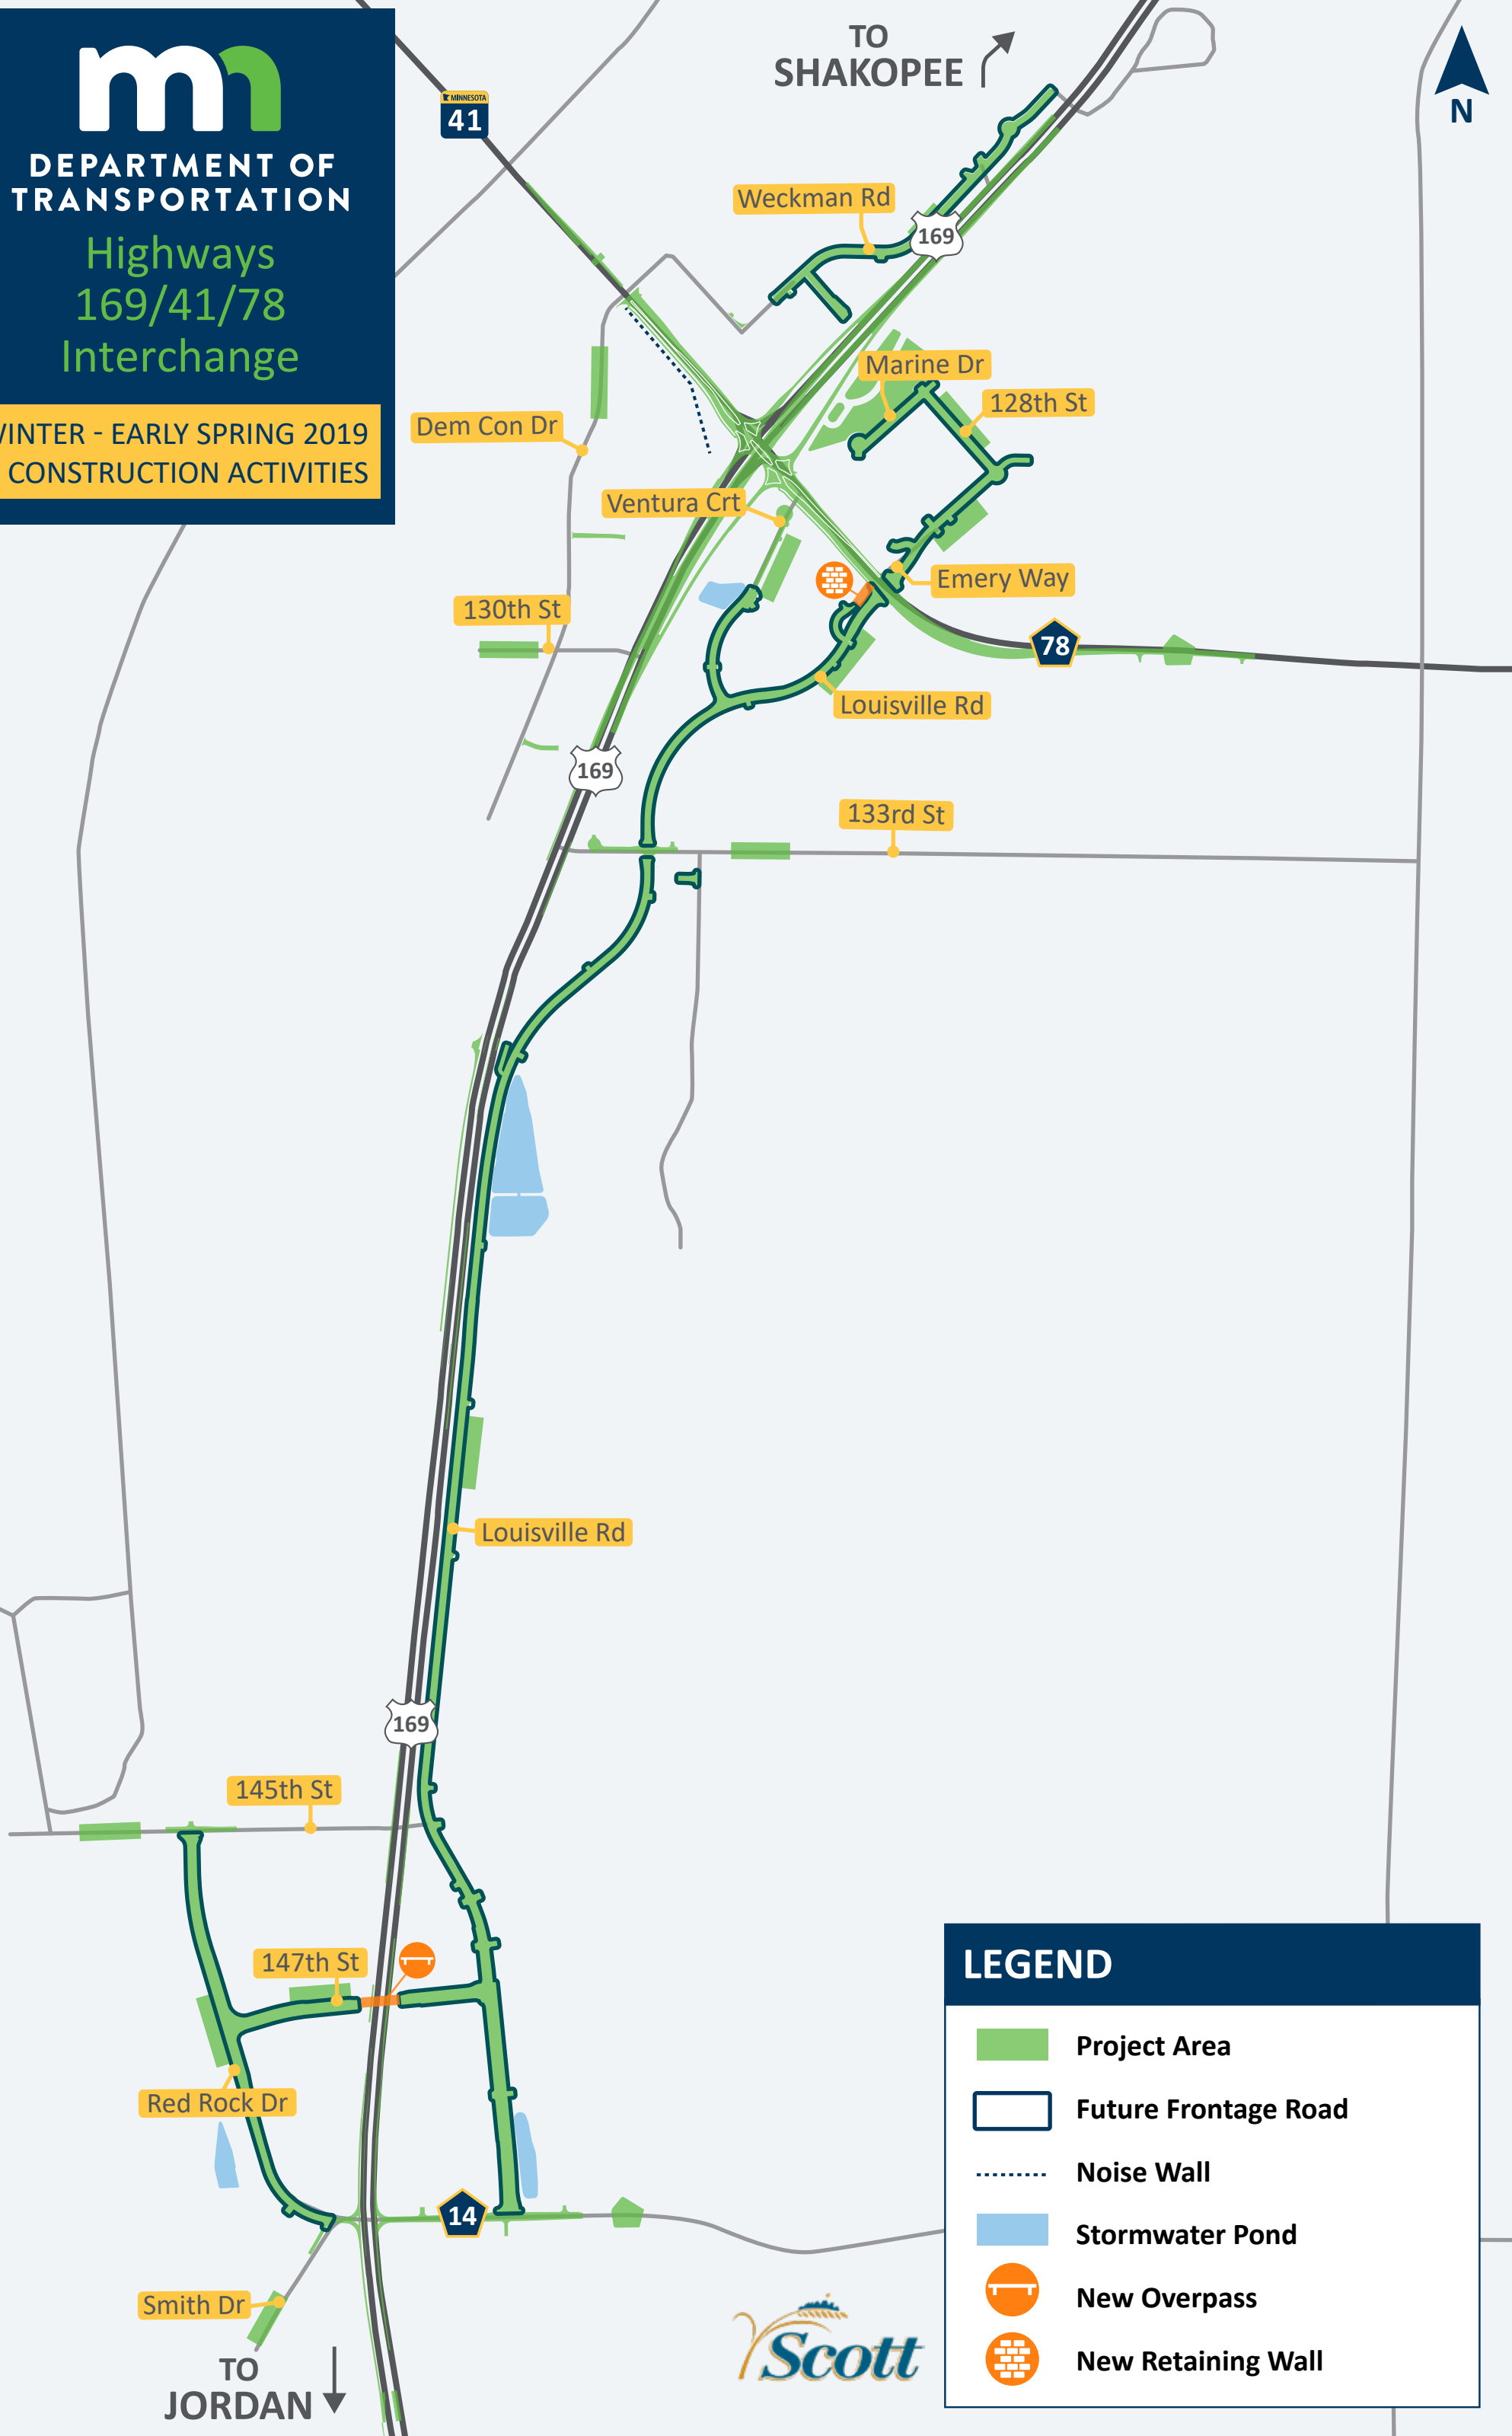 DEPARTMENT OF
TRANSPORTATION
Highways
169/41/78
Interchange
INTER - EARLY SPRING 2019
CONSTRUCTION ACTIVITIES
TO
SHAKOPEE
N
MINNESOTA
41
Weckman Rd
169
Marine Dr
128th St
Dem Con Dr
Ventura Crt
Emery Way
130th St
78
Louisville Rd
169
133rd St
Louisville Rd
169
145th St
147th St
Red Rock Dr
14
Smith Dr
TO
JORDAN
Scott
LEGEND
Project Area
Future Frontage Road
Noise Wall
Stormwater Pond
New Overpass
New Retaining Wall